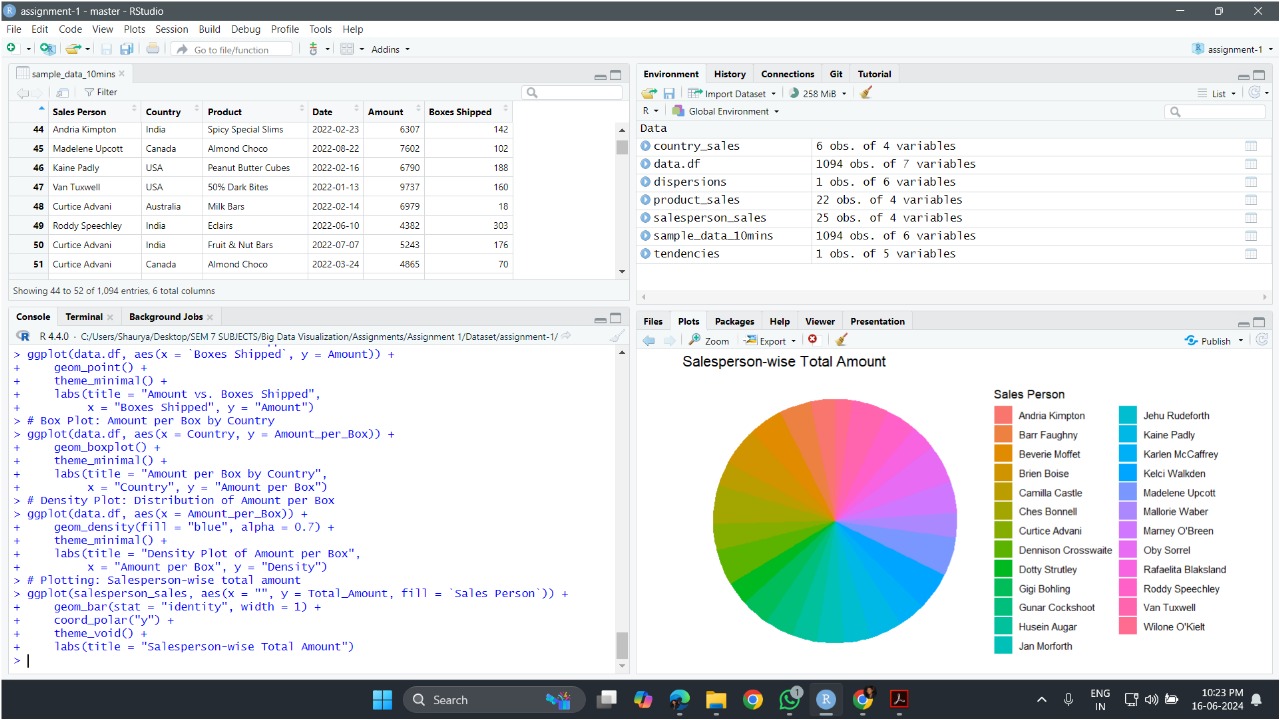 assignment-1 - master - RStudio
File Edit Code View Plots Session Build Debug Profile Tools Help
Go to file/function Addins assignment-1
sample_data_10mins
Filter
Sales Person Country Product Date Amount Boxes Shipped
44 Andria Kimpton India Spicy Special Slims 2022-02-23 6307 142
45 Madelene Upcott Canada Almond Choco 2022-08-22 7602 102
46 Kaine Padly USA Peanut Butter Cubes 2022-02-16 6790 188
47 Van Tuxwell USA 50% Dark Bites 2022-01-13 9737 160
48 Curtice Advani Australia Milk Bars 2022-02-14 6979 18
49 Roddy Speechley India Eclairs 2022-06-10 4382 303
50 Curtice Advani India Fruit & Nut Bars 2022-07-07 5243 176
51 Curtice Advani Canada Almond Choco 2022-03-24 4865 70
Showing 44 to 52 of 1,094 entries, 6 total columns
Console Terminal Background Jobs
R 4.4.0 · C:/Users/Shaurya/Desktop/SEM 7 SUBJECTS/Big Data Visualization/Assignments/Assignment 1/Dataset/assignment-1/
> ggplot(data.df, aes(x = `Boxes Shipped`, y = Amount)) +
+ geom_point() +
+ theme_minimal() +
+ labs(title = "Amount vs. Boxes Shipped",
+ x = "Boxes Shipped", y = "Amount")
> # Box Plot: Amount per Box by Country
> ggplot(data.df, aes(x = Country, y = Amount_per_Box)) +
+ geom_boxplot() +
+ theme_minimal() +
+ labs(title = "Amount per Box by Country",
+ x = "Country", y = "Amount per Box")
> # Density Plot: Distribution of Amount per Box
> ggplot(data.df, aes(x = Amount_per_Box)) +
+ geom_density(fill = "blue", alpha = 0.7) +
+ theme_minimal() +
+ labs(title = "Density Plot of Amount per Box",
+ x = "Amount per Box", y = "Density")
> # Plotting: Salesperson-wise total amount
> ggplot(salesperson_sales, aes(x = "", y = Total_Amount, fill = `Sales Person`)) +
+ geom_bar(stat = "identity", width = 1) +
+ coord_polar("y") +
+ theme_void() +
+ labs(title = "Salesperson-wise Total Amount")
>
Environment History Connections Git Tutorial
Import Dataset 258 MiB List
R Global Environment
Data
country_sales 6 obs. of 4 variables
data.df 1094 obs. of 7 variables
dispersions 1 obs. of 6 variables
product_sales 22 obs. of 4 variables
salesperson_sales 25 obs. of 4 variables
sample_data_10mins 1094 obs. of 6 variables
tendencies 1 obs. of 5 variables
Files Plots Packages Help Viewer Presentation
Zoom Export Publish
Salesperson-wise Total Amount
Sales Person
Andria Kimpton Jehu Rudeforth
Barr Faughny Kaine Padly
Beverie Moffet Karlen McCaffrey
Brien Boise Kelci Walkden
Camilla Castle Madelene Upcott
Ches Bonnell Mallorie Waber
Curtice Advani Marney O'Breen
Dennison Crosswaite Oby Sorrel
Dotty Strutley Rafaelita Blaksland
Gigi Bohling Roddy Speechley
Gunar Cockshoot Van Tuxwell
Husein Augar Wilone O'Kielt
Jan Morforth
Search 1 ENG IN 10:23 PM 16-06-2024